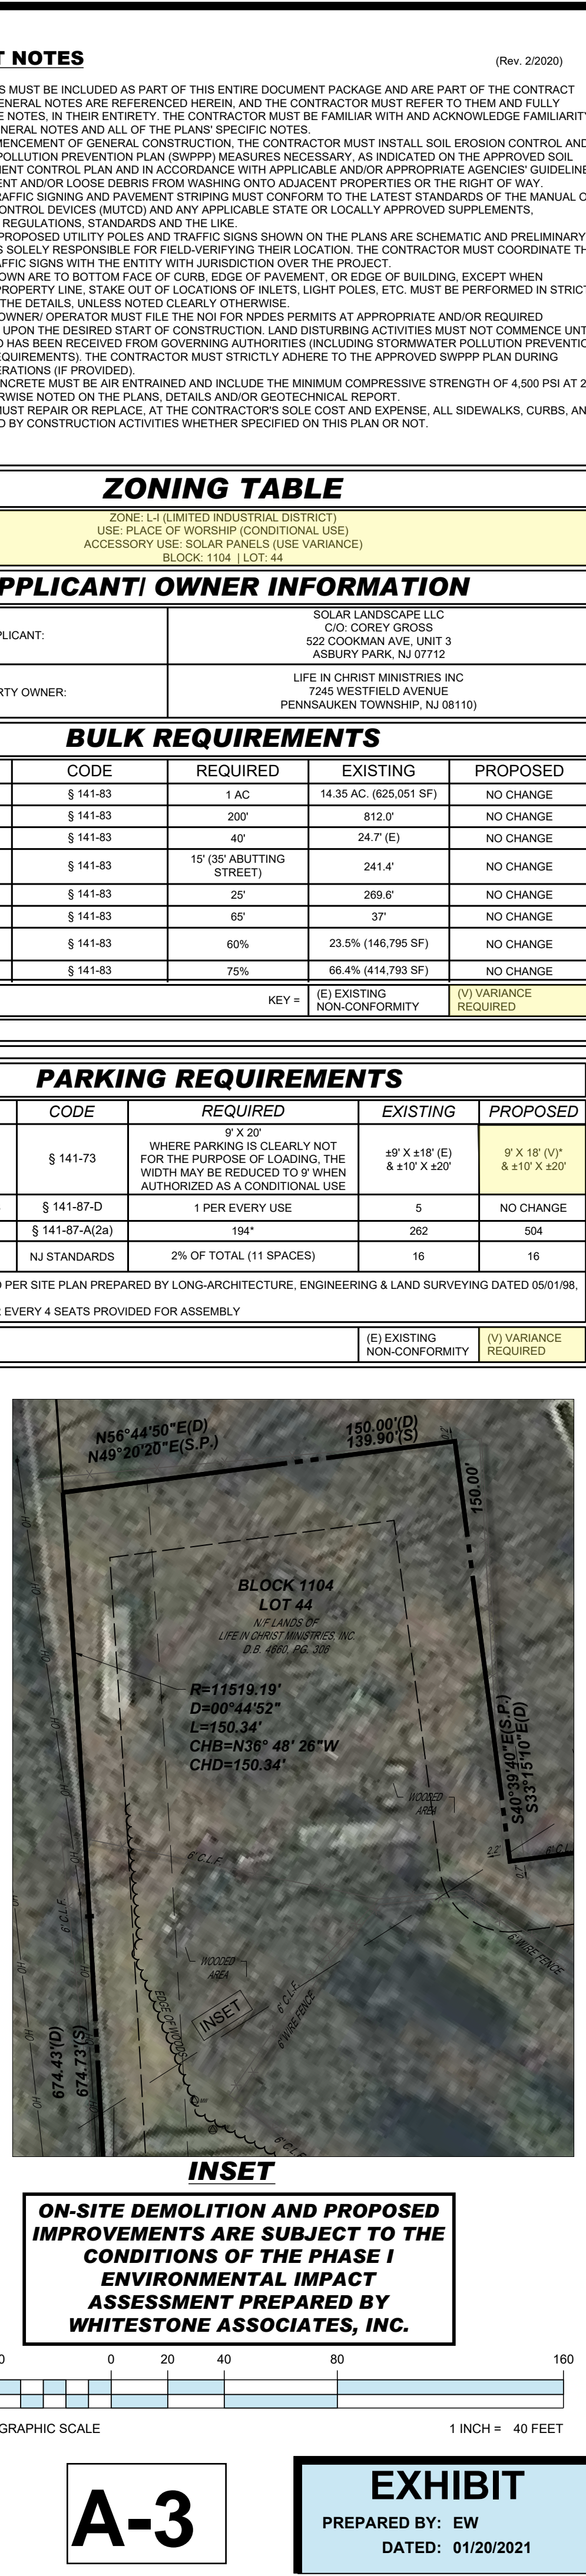 T NOTES
(Rev. 2/2020)
S MUST BE INCLUDED AS PART OF THIS ENTIRE DOCUMENT PACKAGE AND ARE PART OF THE CONTRACT
ENERAL NOTES ARE REFERENCED HEREIN, AND THE CONTRACTOR MUST REFER TO THEM AND FULLY
E NOTES, IN THEIR ENTIRETY. THE CONTRACTOR MUST BE FAMILIAR WITH AND ACKNOWLEDGE FAMILIARITY
ENERAL NOTES AND ALL OF THE PLANS' SPECIFIC NOTES.
MENCEMENT OF GENERAL CONSTRUCTION, THE CONTRACTOR MUST INSTALL SOIL EROSION CONTROL AND
POLLUTION PREVENTION PLAN (SWPPP) MEASURES NECESSARY, AS INDICATED ON THE APPROVED SOIL
MENT CONTROL PLAN AND IN ACCORDANCE WITH APPLICABLE AND/OR APPROPRIATE AGENCIES' GUIDELINE
ENT AND/OR LOOSE DEBRIS FROM WASHING ONTO ADJACENT PROPERTIES OR THE RIGHT OF WAY.
RAFFIC SIGNING AND PAVEMENT STRIPING MUST CONFORM TO THE LATEST STANDARDS OF THE MANUAL O
ONTROL DEVICES (MUTCD) AND ANY APPLICABLE STATE OR LOCALLY APPROVED SUPPLEMENTS,
REGULATIONS, STANDARDS AND THE LIKE.
PROPOSED UTILITY POLES AND TRAFFIC SIGNS SHOWN ON THE PLANS ARE SCHEMATIC AND PRELIMINARY
S SOLELY RESPONSIBLE FOR FIELD-VERIFYING THEIR LOCATION. THE CONTRACTOR MUST COORDINATE TH
AFFIC SIGNS WITH THE ENTITY WITH JURISDICTION OVER THE PROJECT.
OWN ARE TO BOTTOM FACE OF CURB, EDGE OF PAVEMENT, OR EDGE OF BUILDING, EXCEPT WHEN
PROPERTY LINE, STAKE OUT OF LOCATIONS OF INLETS, LIGHT POLES, ETC. MUST BE PERFORMED IN STRICT
THE DETAILS, UNLESS NOTED CLEARLY OTHERWISE.
OWNER/ OPERATOR MUST FILE THE NOI FOR NPDES PERMITS AT APPROPRIATE AND/OR REQUIRED
UPON THE DESIRED START OF CONSTRUCTION. LAND DISTURBING ACTIVITIES MUST NOT COMMENCE UNT
D HAS BEEN RECEIVED FROM GOVERNING AUTHORITIES (INCLUDING STORMWATER POLLUTION PREVENTIO
EQUIREMENTS). THE CONTRACTOR MUST STRICTLY ADHERE TO THE APPROVED SWPPP PLAN DURING
ERATIONS (IF PROVIDED).
NCRETE MUST BE AIR ENTRAINED AND INCLUDE THE MINIMUM COMPRESSIVE STRENGTH OF 4,500 PSI AT 2
ERWISE NOTED ON THE PLANS, DETAILS AND/OR GEOTECHNICAL REPORT.
MUST REPAIR OR REPLACE, AT THE CONTRACTOR'S SOLE COST AND EXPENSE, ALL SIDEWALKS, CURBS, AN
D BY CONSTRUCTION ACTIVITIES WHETHER SPECIFIED ON THIS PLAN OR NOT.
ZONING TABLE
ZONE: L-I (LIMITED INDUSTRIAL DISTRICT)
USE: PLACE OF WORSHIP (CONDITIONAL USE)
ACCESSORY USE: SOLAR PANELS (USE VARIANCE)
BLOCK: 1104 | LOT: 44
PPLICANT/ OWNER INFORMATION
PLICANT:
SOLAR LANDSCAPE LLC
C/O: COREY GROSS
522 COOKMAN AVE, UNIT 3
ASBURY PARK, NJ 07712
RTY OWNER:
LIFE IN CHRIST MINISTRIES INC
7245 WESTFIELD AVENUE
PENNSAUKEN TOWNSHIP, NJ 08110)
BULK REQUIREMENTS
CODE REQUIRED EXISTING PROPOSED
§ 141-83 1 AC 14.35 AC. (625,051 SF) NO CHANGE
§ 141-83 200' 812.0' NO CHANGE
§ 141-83 40' 24.7' (E) NO CHANGE
§ 141-83 15' (35' ABUTTING STREET) 241.4' NO CHANGE
§ 141-83 25' 269.6' NO CHANGE
§ 141-83 65' 37' NO CHANGE
§ 141-83 60% 23.5% (146,795 SF) NO CHANGE
§ 141-83 75% 66.4% (414,793 SF) NO CHANGE
KEY = (E) EXISTING NON-CONFORMITY (V) VARIANCE REQUIRED
PARKING REQUIREMENTS
CODE REQUIRED EXISTING PROPOSED
§ 141-73
9' X 20'
WHERE PARKING IS CLEARLY NOT
FOR THE PURPOSE OF LOADING, THE
WIDTH MAY BE REDUCED TO 9' WHEN
AUTHORIZED AS A CONDITIONAL USE
±9' X ±18' (E)
& ±10' X ±20'
9' X 18' (V)*
& ±10' X ±20'
§ 141-87-D 1 PER EVERY USE 5 NO CHANGE
§ 141-87-A(2a) 194* 262 504
NJ STANDARDS 2% OF TOTAL (11 SPACES) 16 16
D PER SITE PLAN PREPARED BY LONG-ARCHITECTURE, ENGINEERING & LAND SURVEYING DATED 05/01/98,
R EVERY 4 SEATS PROVIDED FOR ASSEMBLY
(E) EXISTING NON-CONFORMITY (V) VARIANCE REQUIRED
N56°44'50"E(D)
N49°20'20"E(S.P.)
150.00'(D)
139.90'(S)
0.2'
150.00'
BLOCK 1104
LOT 44
N/F LANDS OF
LIFE IN CHRIST MINISTRIES, INC.
D.B. 4660, PG. 306
R=11519.19'
D=00°44'52"
L=150.34'
CHB=N36° 48' 26"W
CHD=150.34'
S40°39'40"E(S.P.)
S33°15'10"E(D)
WOODED
AREA
2.2'
0.7'
6' C.L.F.
6' C.L.F.
6' WIRE FENCE
WOODED
AREA
INSET
6' C.L.F.
6' WIRE FENCE
EDGE OF WOODS
674.43'(D)
674.73'(S)
OH
OH
OH
OH
OH
6' C.L.F.
INSET
ON-SITE DEMOLITION AND PROPOSED
IMPROVEMENTS ARE SUBJECT TO THE
CONDITIONS OF THE PHASE I
ENVIRONMENTAL IMPACT
ASSESSMENT PREPARED BY
WHITESTONE ASSOCIATES, INC.
0 0 20 40 80 160
GRAPHIC SCALE
1 INCH = 40 FEET
A-3
EXHIBIT
PREPARED BY: EW
DATED: 01/20/2021